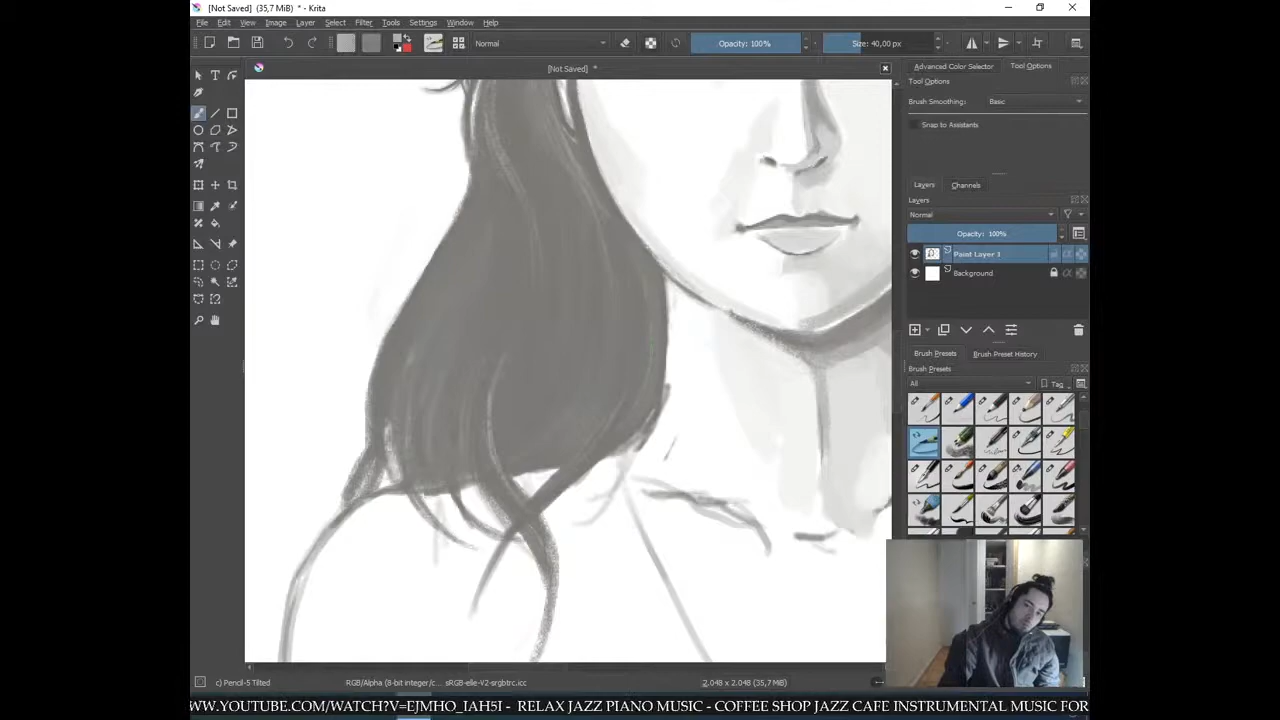 [Not Saved] (35,7 MiB) * - Krita
File Edit View Image Layer Select Filter Tools Settings Window Help
Normal
Opacity: 100%
Size: 40,00 px
[Not Saved] *
Advanced Color Selector Tool Options
Tool Options
Brush Smoothing: Basic
Snap to Assistants
Layers Channels
Layers
Normal
Opacity: 100%
Paint Layer 1
Background
Brush Presets Brush Preset History
Brush Presets
All Tag
c) Pencil-5 Tilted RGB/Alpha (8-bit integer/c... sRGB-elle-V2-srgbtrc.icc 2.048 x 2.048 (35,7 MiB)
WWW.YOUTUBE.COM/WATCH?V=EJMHO_IAH5I - RELAX JAZZ PIANO MUSIC - COFFEE SHOP JAZZ CAFE INSTRUMENTAL MUSIC FOR